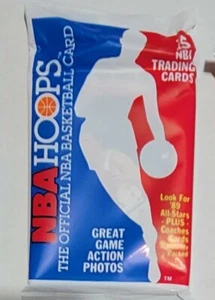 15
NBA
TRADING
CARDS
NBA HOOPS
THE OFFICIAL NBA BASKETBALL CARD
GREAT
GAME
ACTION
PHOTOS
Look For
'89
All-Stars
- PLUS -
Coaches
Cards
TM